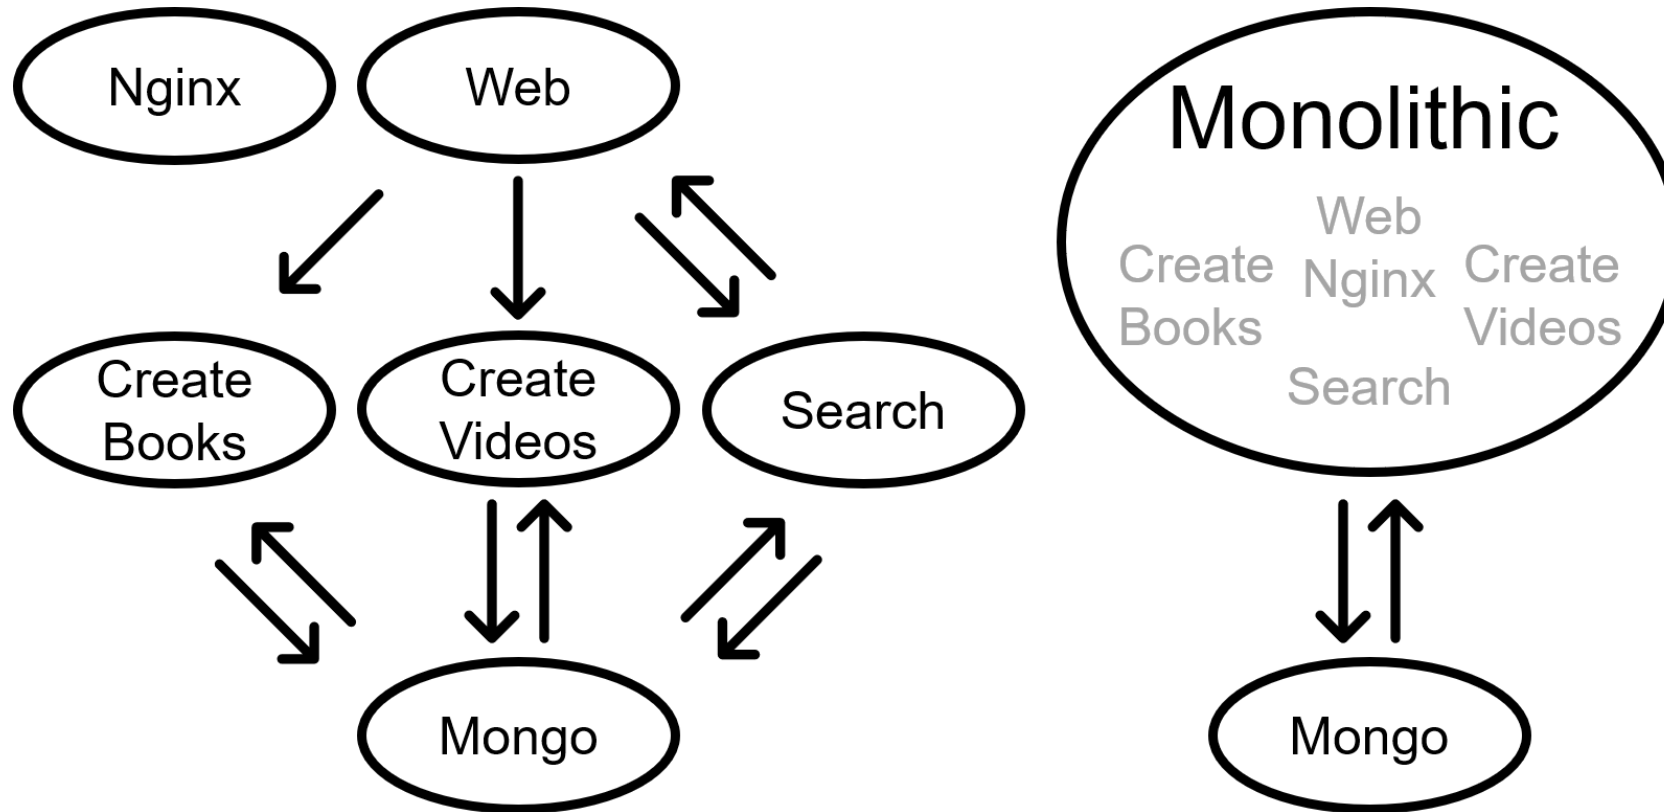 Nginx
Web
Create
Books
Create
Videos
Search
Mongo
Monolithic
Web
Nginx
Create
Books
Create
Videos
Search
Mongo